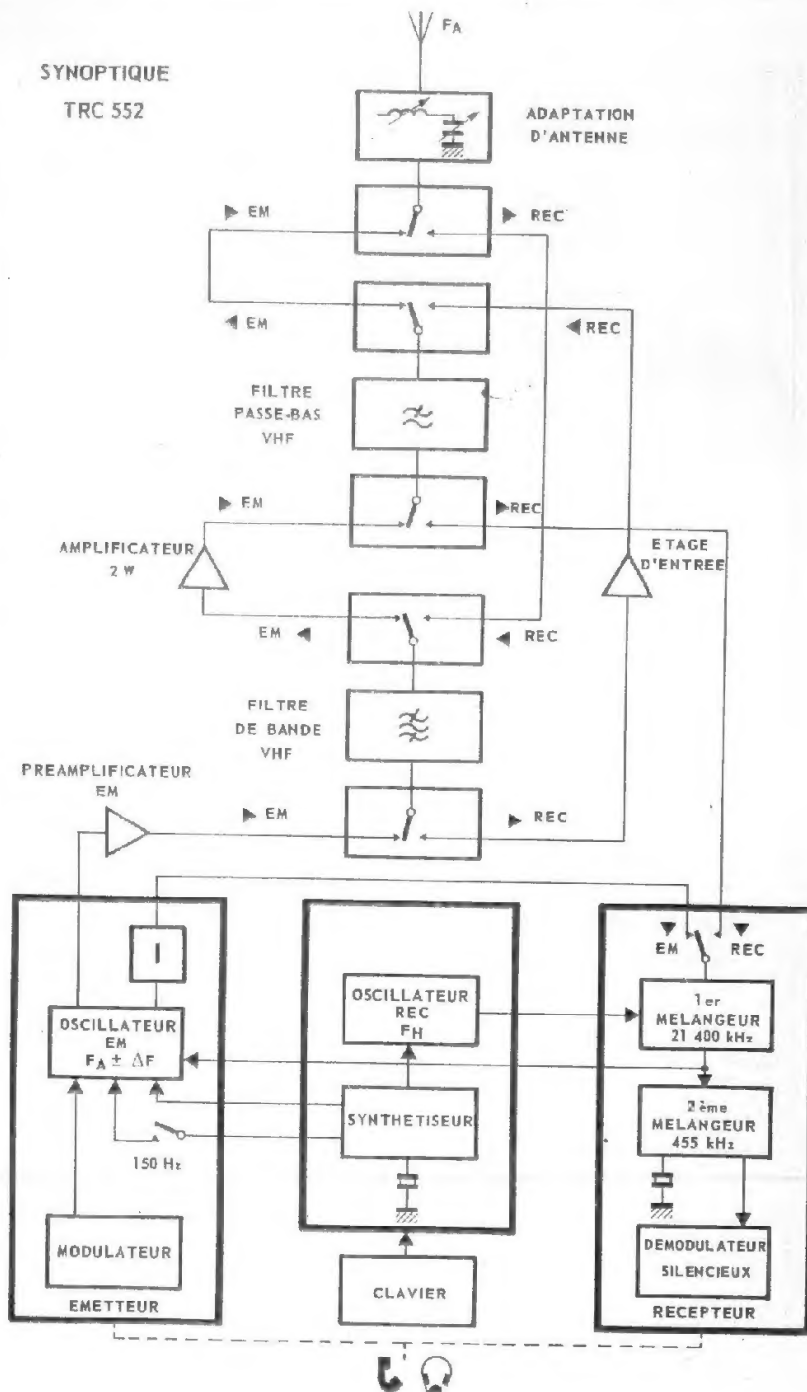 SYNOPTIQUE
TRC 552
FA
ADAPTATION
D'ANTENNE
EM
REC
EM
REC
FILTRE
PASSE-BAS
VHF
EM
REC
AMPLIFICATEUR
2 W
ETAGE
D'ENTREE
EM
REC
FILTRE
DE BANDE
VHF
PREAMPLIFICATEUR
EM
EM
REC
EM
REC
I
OSCILLATEUR
EM
FA ± ΔF
OSCILLATEUR
REC
FH
1er
MELANGEUR
21 400 kHz
SYNTHETISEUR
2ème
MELANGEUR
455 kHz
150 Hz
MODULATEUR
EMETTEUR
CLAVIER
DEMODULATEUR
SILENCIEUX
RECEPTEUR